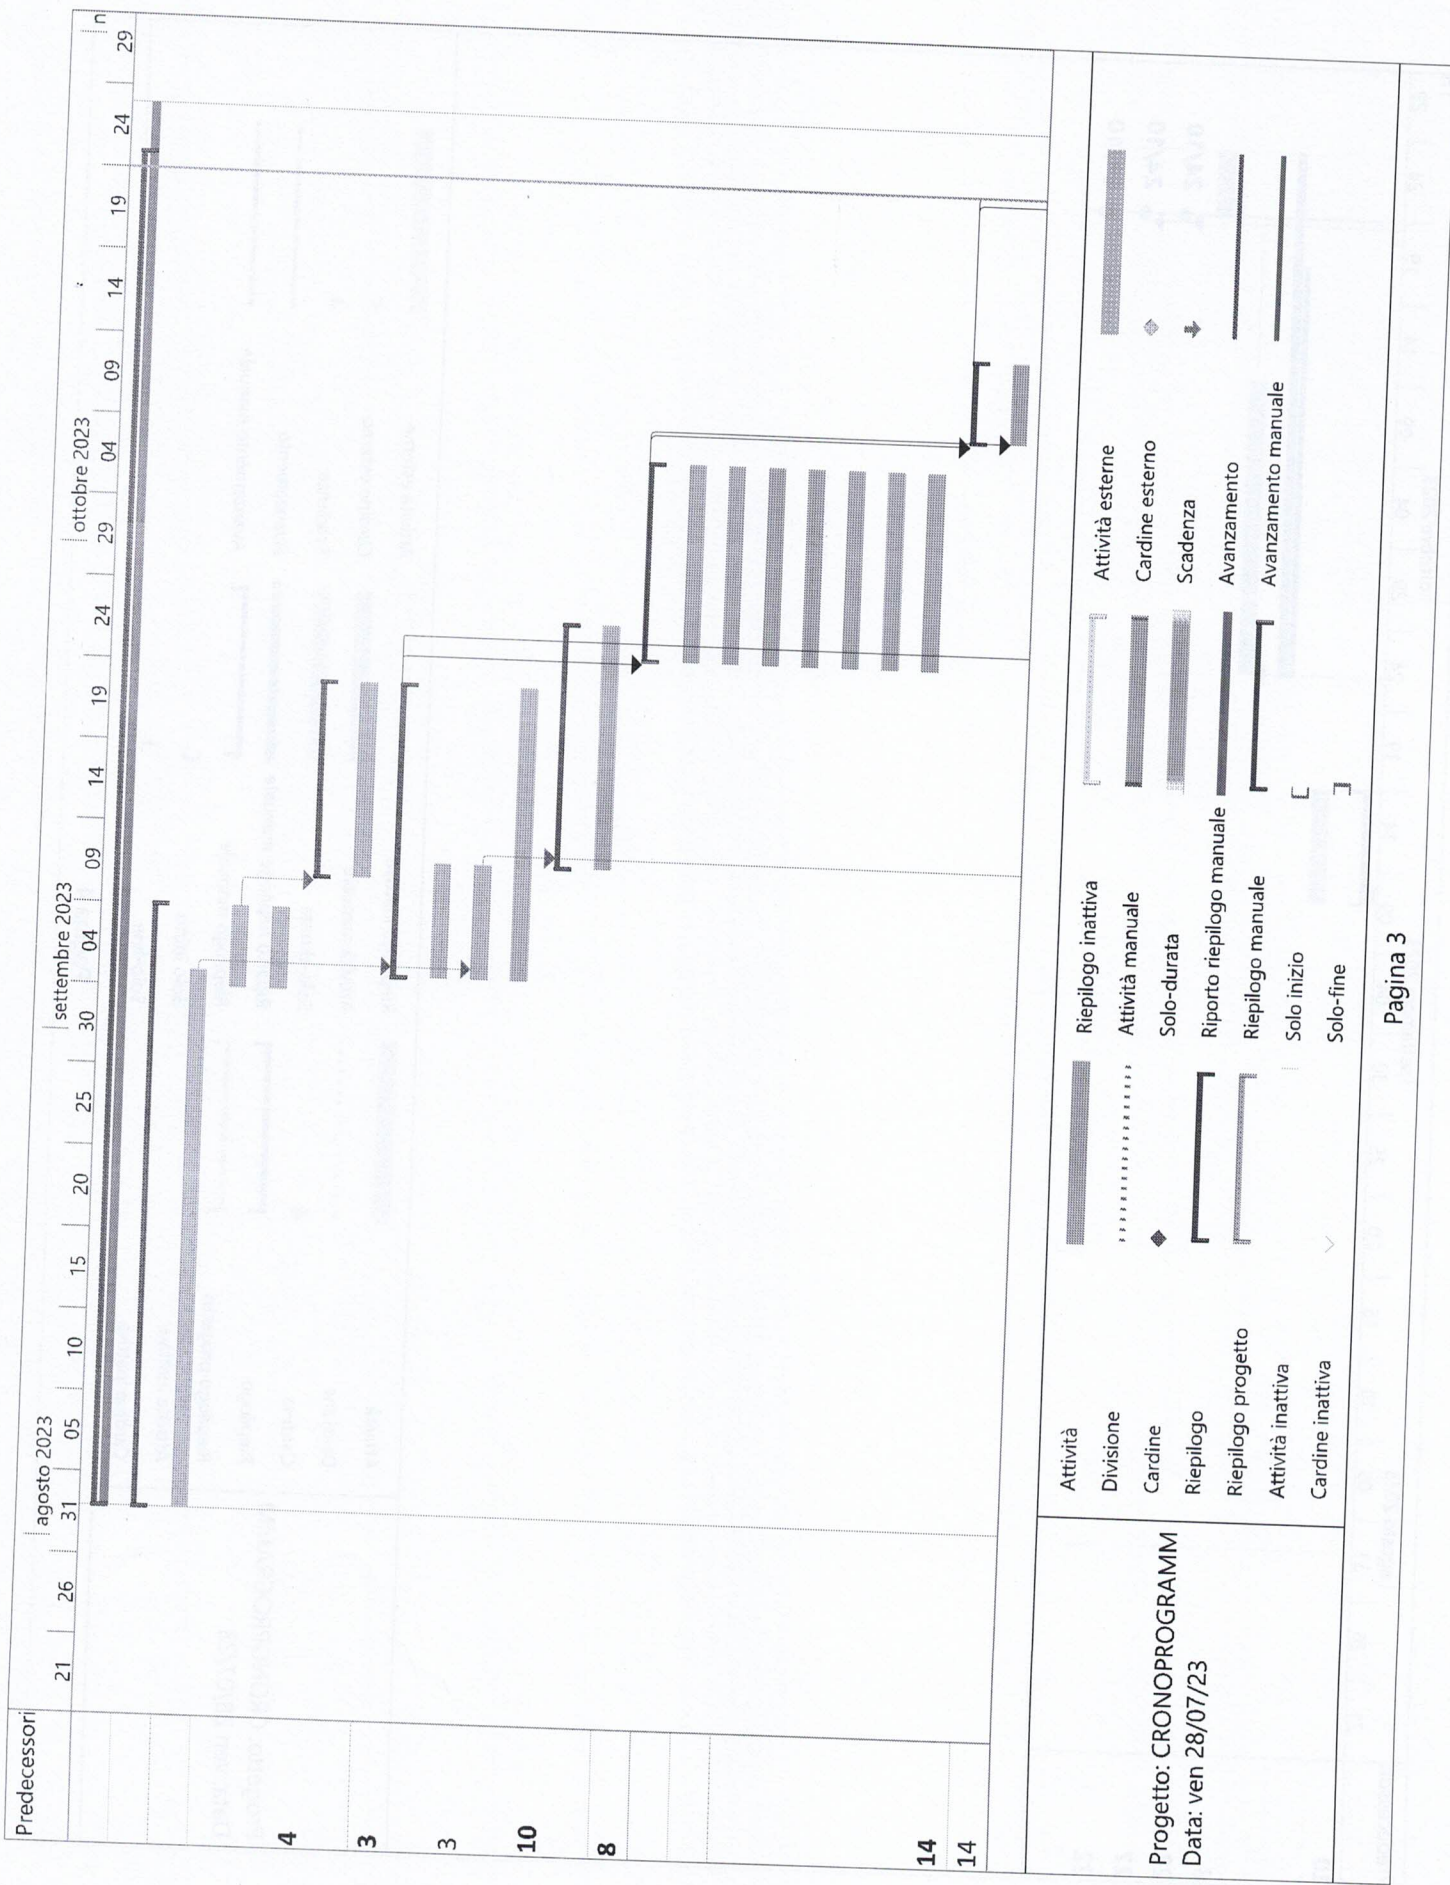 Predecessori
agosto 2023 settembre 2023 ottobre 2023 n
21 26 31 05 10 15 20 25 30 04 09 14 19 24 29 04 09 14 19 24 29
4
3
3
10
8
14
14
Progetto: CRONOPROGRAMM
Data: ven 28/07/23
Attività
Divisione
Cardine
Riepilogo
Riepilogo progetto
Attività inattiva
Cardine inattiva
Riepilogo inattiva
Attività manuale
Solo-durata
Riporto riepilogo manuale
Riepilogo manuale
Solo inizio
Solo-fine
Attività esterne
Cardine esterno
Scadenza
Avanzamento
Avanzamento manuale
Pagina 3